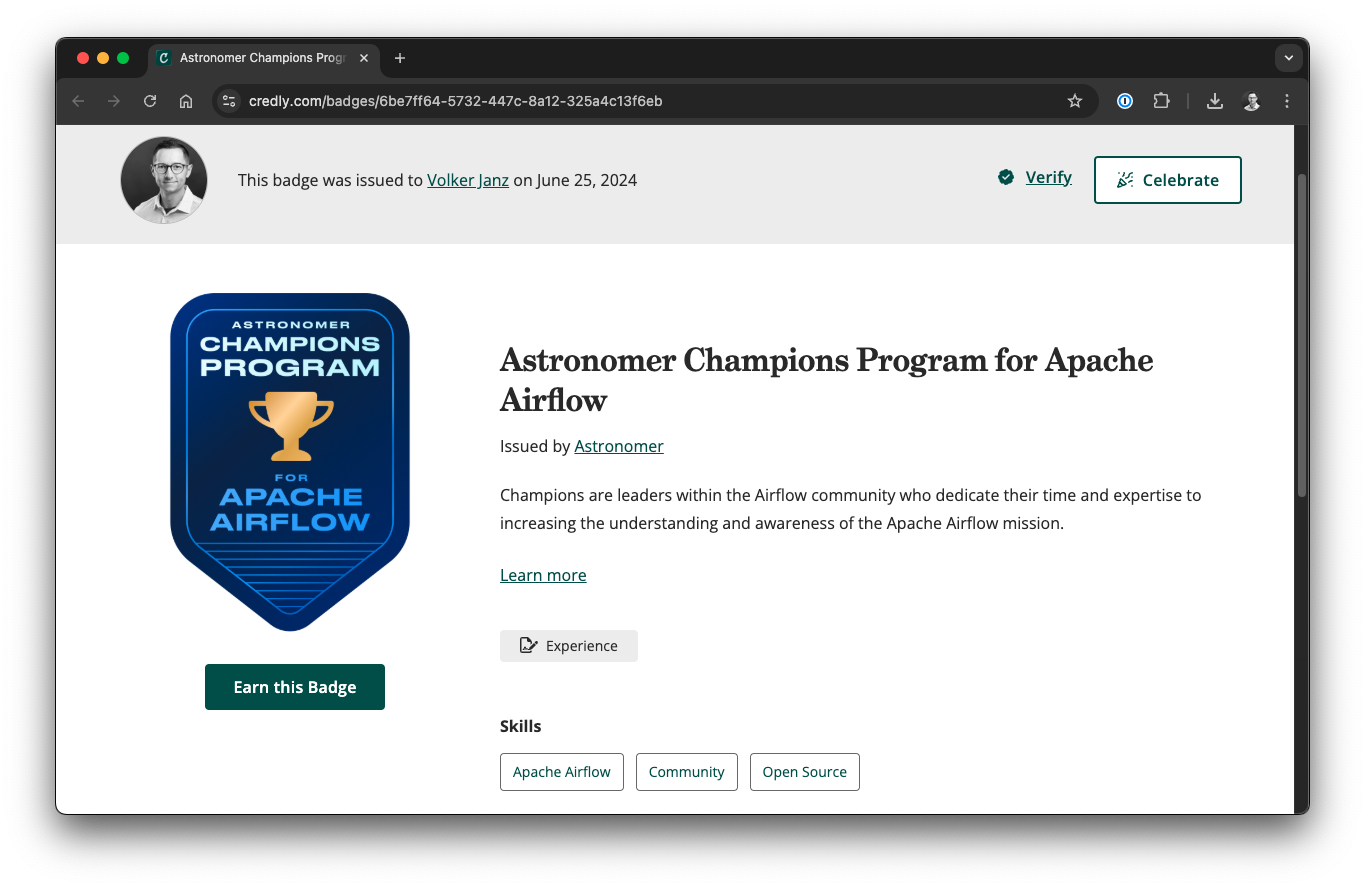 Astronomer Champions Prog
credly.com/badges/6be7ff64-5732-447c-8a12-325a4c13f6eb
This badge was issued to Volker Janz on June 25, 2024
Verify
Celebrate
ASTRONOMER
CHAMPIONS
PROGRAM
FOR
APACHE
AIRFLOW
Earn this Badge
Astronomer Champions Program for Apache
Airflow
Issued by Astronomer
Champions are leaders within the Airflow community who dedicate their time and expertise to
increasing the understanding and awareness of the Apache Airflow mission.
Learn more
Experience
Skills
Apache Airflow
Community
Open Source